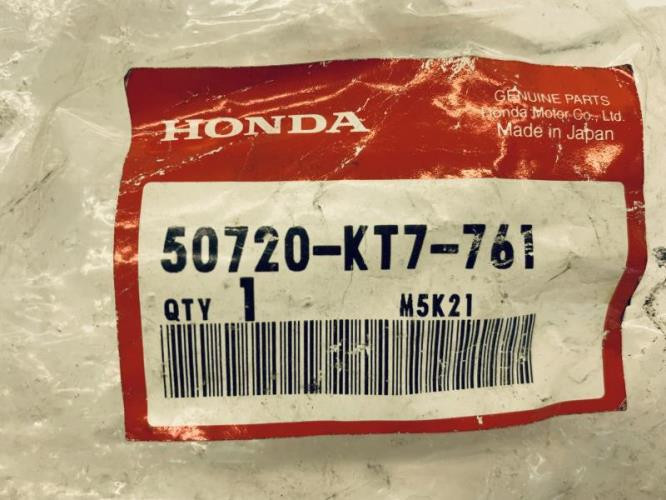 HONDA
GENUINE PARTS
Honda Motor Co., Ltd.
Made in Japan
50720-KT7-761
QTY 1 M5K21